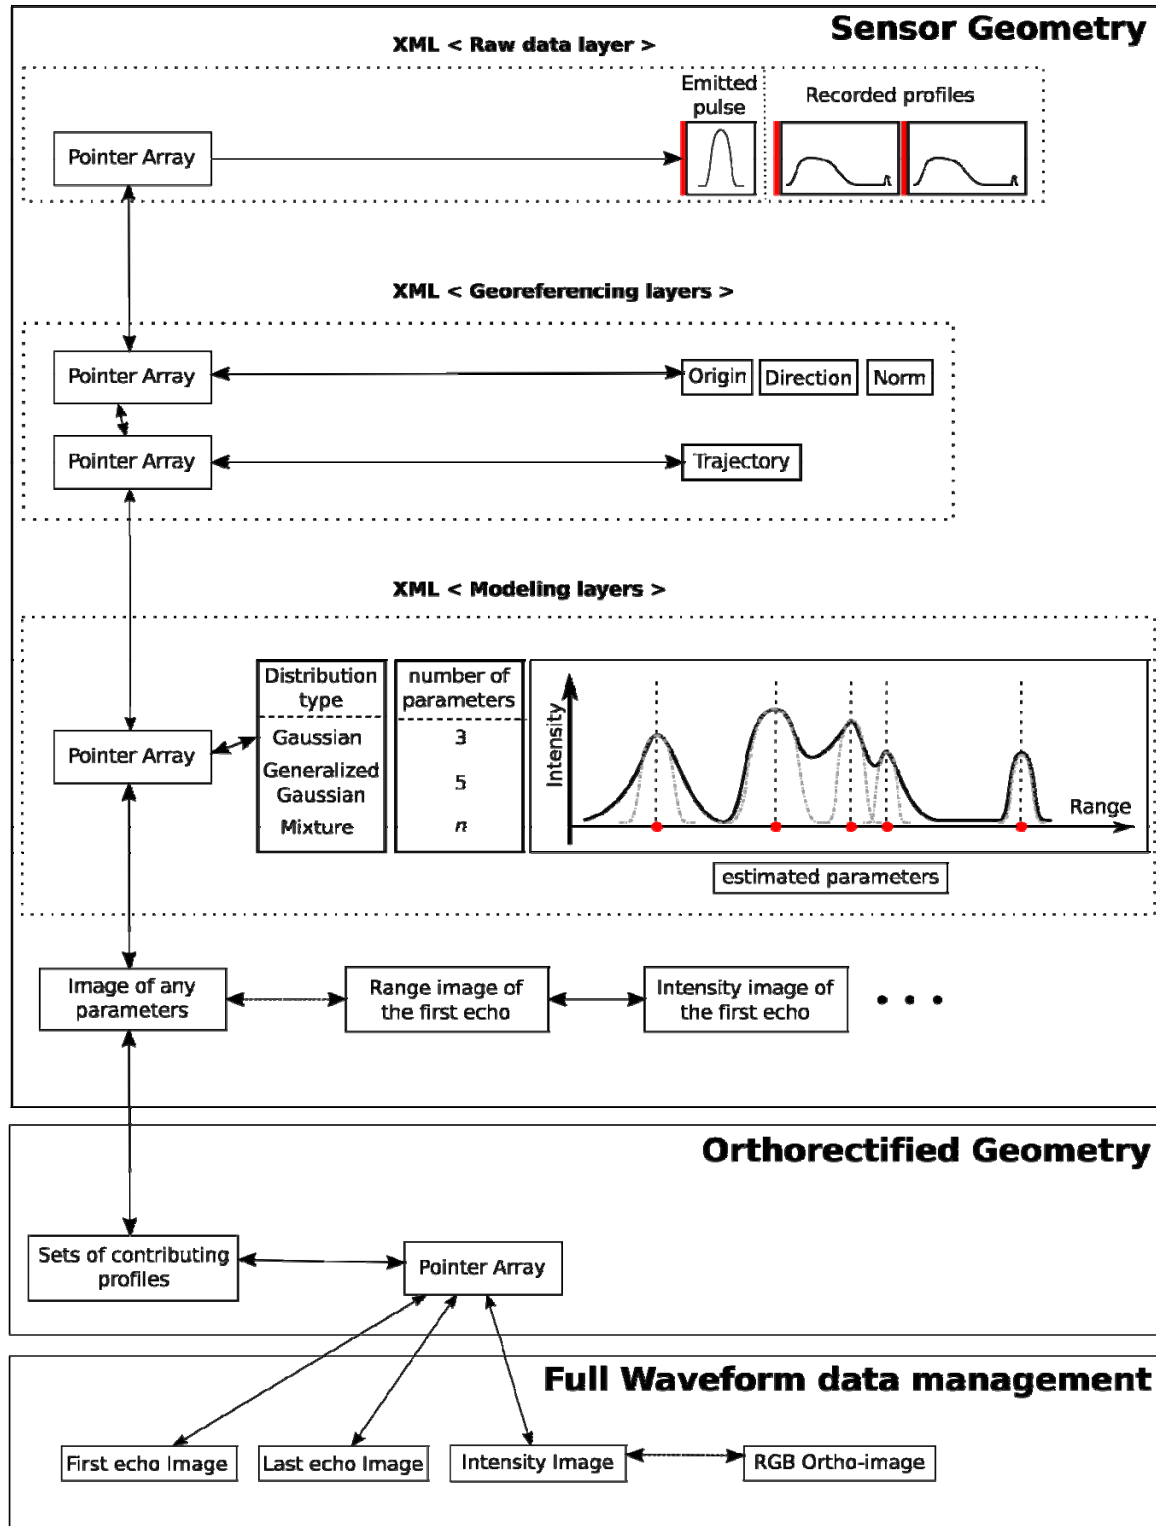 Sensor Geometry
XML < Raw data layer >
Emitted
pulse
Recorded profiles
Pointer Array
XML < Georeferencing layers >
Pointer Array
Origin
Direction
Norm
Pointer Array
Trajectory
XML < Modeling layers >
Pointer Array
Distribution
type
number of
parameters
Gaussian
3
Generalized
Gaussian
5
Mixture
n
Intensity
Range
estimated parameters
Image of any
parameters
Range image of
the first echo
Intensity image of
the first echo
• • •
Orthorectified Geometry
Sets of contributing
profiles
Pointer Array
Full Waveform data management
First echo Image
Last echo Image
Intensity Image
RGB Ortho-image